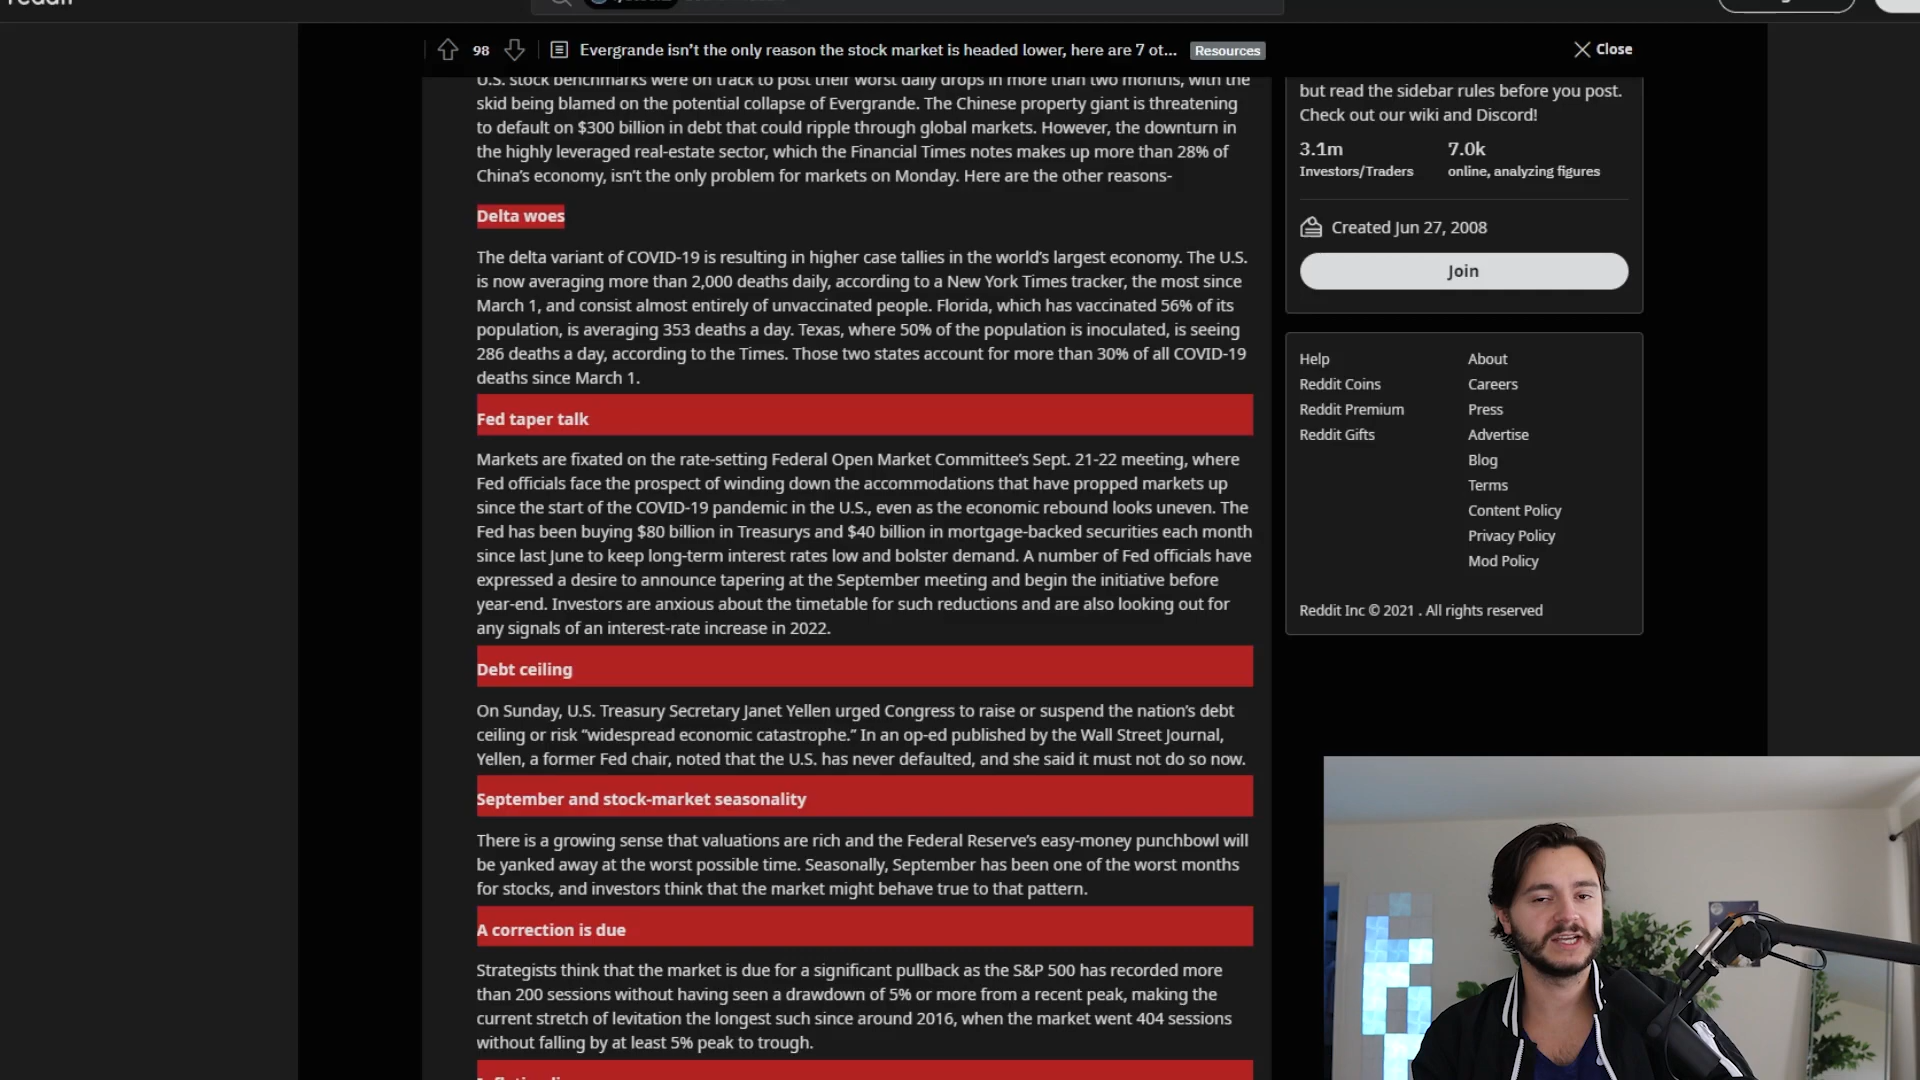 98
Evergrande isn't the only reason the stock market is headed lower, here are 7 ot...
Resources
Close
U.S. stock benchmarks were on track to post their worst daily drops in more than two months, with the
skid being blamed on the potential collapse of Evergrande. The Chinese property giant is threatening
to default on $300 billion in debt that could ripple through global markets. However, the downturn in
the highly leveraged real-estate sector, which the Financial Times notes makes up more than 28% of
China's economy, isn't the only problem for markets on Monday. Here are the other reasons-
Delta woes
The delta variant of COVID-19 is resulting in higher case tallies in the world's largest economy. The U.S.
is now averaging more than 2,000 deaths daily, according to a New York Times tracker, the most since
March 1, and consist almost entirely of unvaccinated people. Florida, which has vaccinated 56% of its
population, is averaging 353 deaths a day. Texas, where 50% of the population is inoculated, is seeing
286 deaths a day, according to the Times. Those two states account for more than 30% of all COVID-19
deaths since March 1.
Fed taper talk
Markets are fixated on the rate-setting Federal Open Market Committee's Sept. 21-22 meeting, where
Fed officials face the prospect of winding down the accommodations that have propped markets up
since the start of the COVID-19 pandemic in the U.S., even as the economic rebound looks uneven. The
Fed has been buying $80 billion in Treasurys and $40 billion in mortgage-backed securities each month
since last June to keep long-term interest rates low and bolster demand. A number of Fed officials have
expressed a desire to announce tapering at the September meeting and begin the initiative before
year-end. Investors are anxious about the timetable for such reductions and are also looking out for
any signals of an interest-rate increase in 2022.
Debt ceiling
On Sunday, U.S. Treasury Secretary Janet Yellen urged Congress to raise or suspend the nation's debt
ceiling or risk "widespread economic catastrophe." In an op-ed published by the Wall Street Journal,
Yellen, a former Fed chair, noted that the U.S. has never defaulted, and she said it must not do so now.
September and stock-market seasonality
There is a growing sense that valuations are rich and the Federal Reserve's easy-money punchbowl will
be yanked away at the worst possible time. Seasonally, September has been one of the worst months
for stocks, and investors think that the market might behave true to that pattern.
A correction is due
Strategists think that the market is due for a significant pullback as the S&P 500 has recorded more
than 200 sessions without having seen a drawdown of 5% or more from a recent peak, making the
current stretch of levitation the longest such since around 2016, when the market went 404 sessions
without falling by at least 5% peak to trough.
but read the sidebar rules before you post.
Check out our wiki and Discord!
3.1m
7.0k
Investors/Traders
online, analyzing figures
Created Jun 27, 2008
Join
Help
About
Reddit Coins
Careers
Reddit Premium
Press
Reddit Gifts
Advertise
Blog
Terms
Content Policy
Privacy Policy
Mod Policy
Reddit Inc © 2021 . All rights reserved